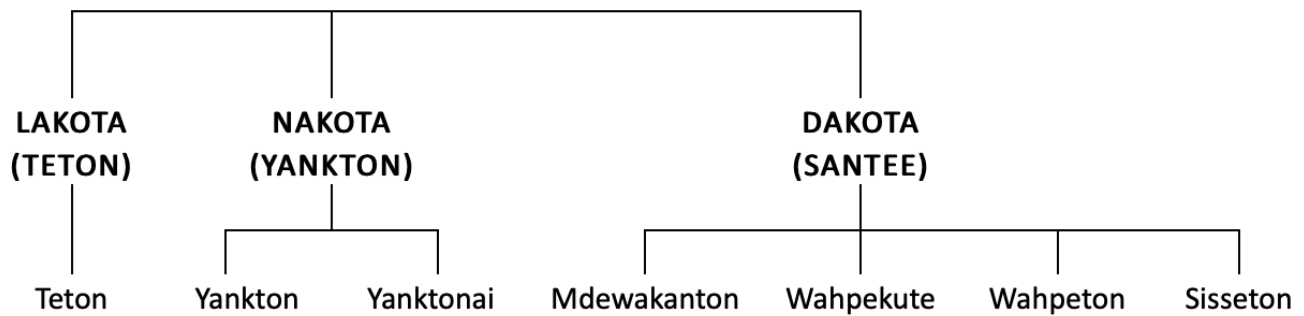 LAKOTA
(TETON)
NAKOTA
(YANKTON)
DAKOTA
(SANTEE)
Teton
Yankton
Yanktonai
Mdewakanton
Wahpekute
Wahpeton
Sisseton